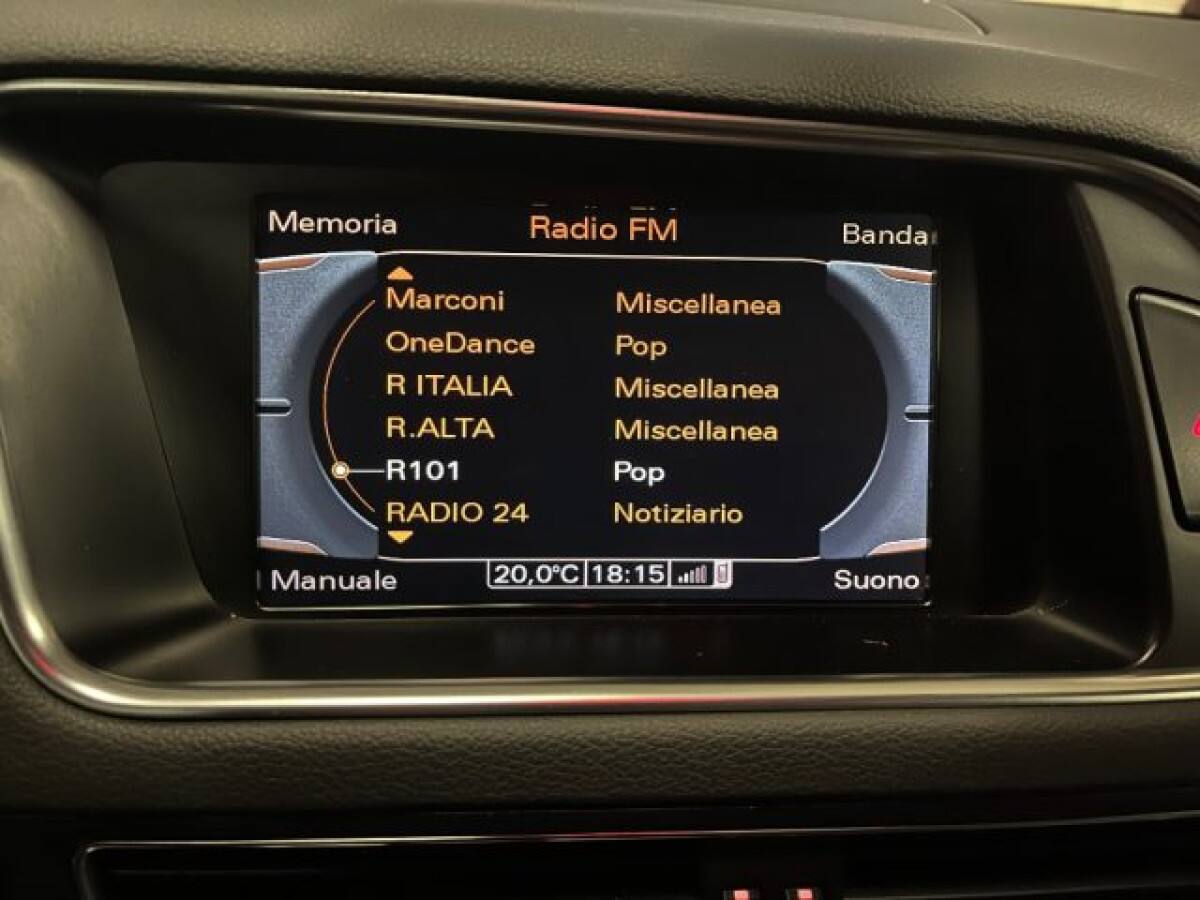 Memoria Radio FM Banda
Marconi Miscellanea
OneDance Pop
R ITALIA Miscellanea
R.ALTA Miscellanea
R101 Pop
RADIO 24 Notiziario
Manuale 20,0°C 18:15 Suono